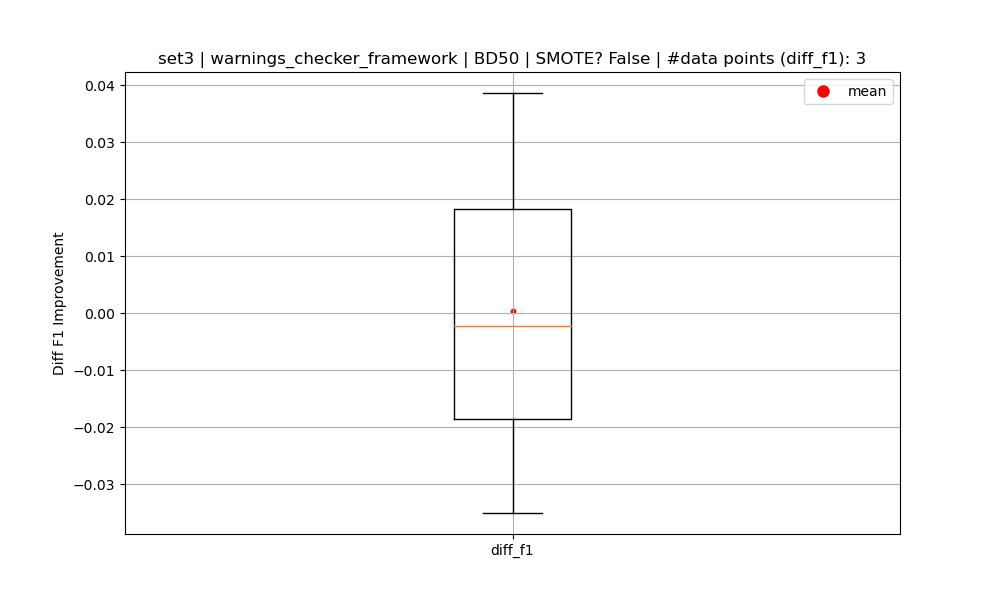 set3 | warnings_checker_framework | BD50 | SMOTE? False | #data points (diff_f1): 3
mean
Diff F1 Improvement
0.04
0.03
0.02
0.01
0.00
−0.01
−0.02
−0.03
diff_f1